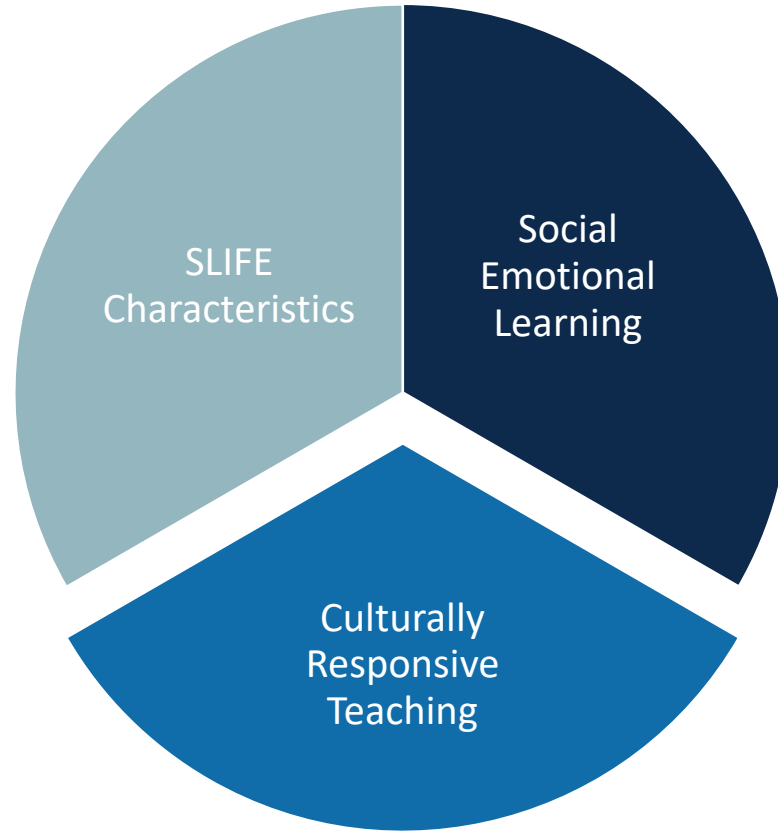 SLIFE
Characteristics
Social
Emotional
Learning
Culturally
Responsive
Teaching